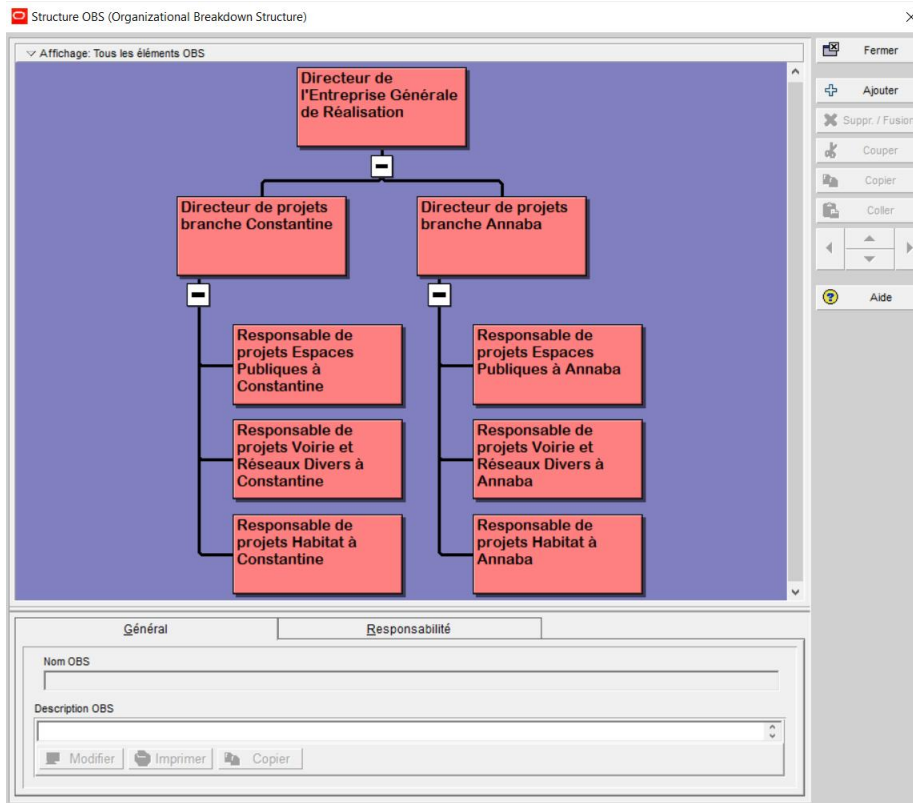 Structure OBS (Organizational Breakdown Structure)
Affichage: Tous les éléments OBS
Directeur de
l'Entreprise Générale
de Réalisation
Directeur de projets
branche Constantine
Directeur de projets
branche Annaba
Responsable de
projets Espaces
Publiques à
Constantine
Responsable de
projets Espaces
Publiques à Annaba
Responsable de
projets Voirie et
Réseaux Divers à
Constantine
Responsable de
projets Voirie et
Réseaux Divers à
Annaba
Responsable de
projets Habitat à
Constantine
Responsable de
projets Habitat à
Annaba
Fermer
Ajouter
Suppr. / Fusion
Couper
Copier
Coller
Aide
Général
Responsabilité
Nom OBS
Description OBS
Modifier
Imprimer
Copier